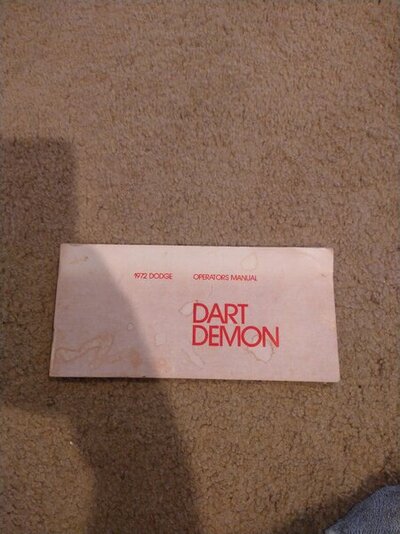 1972 DODGE OPERATORS MANUAL
DART
DEMON